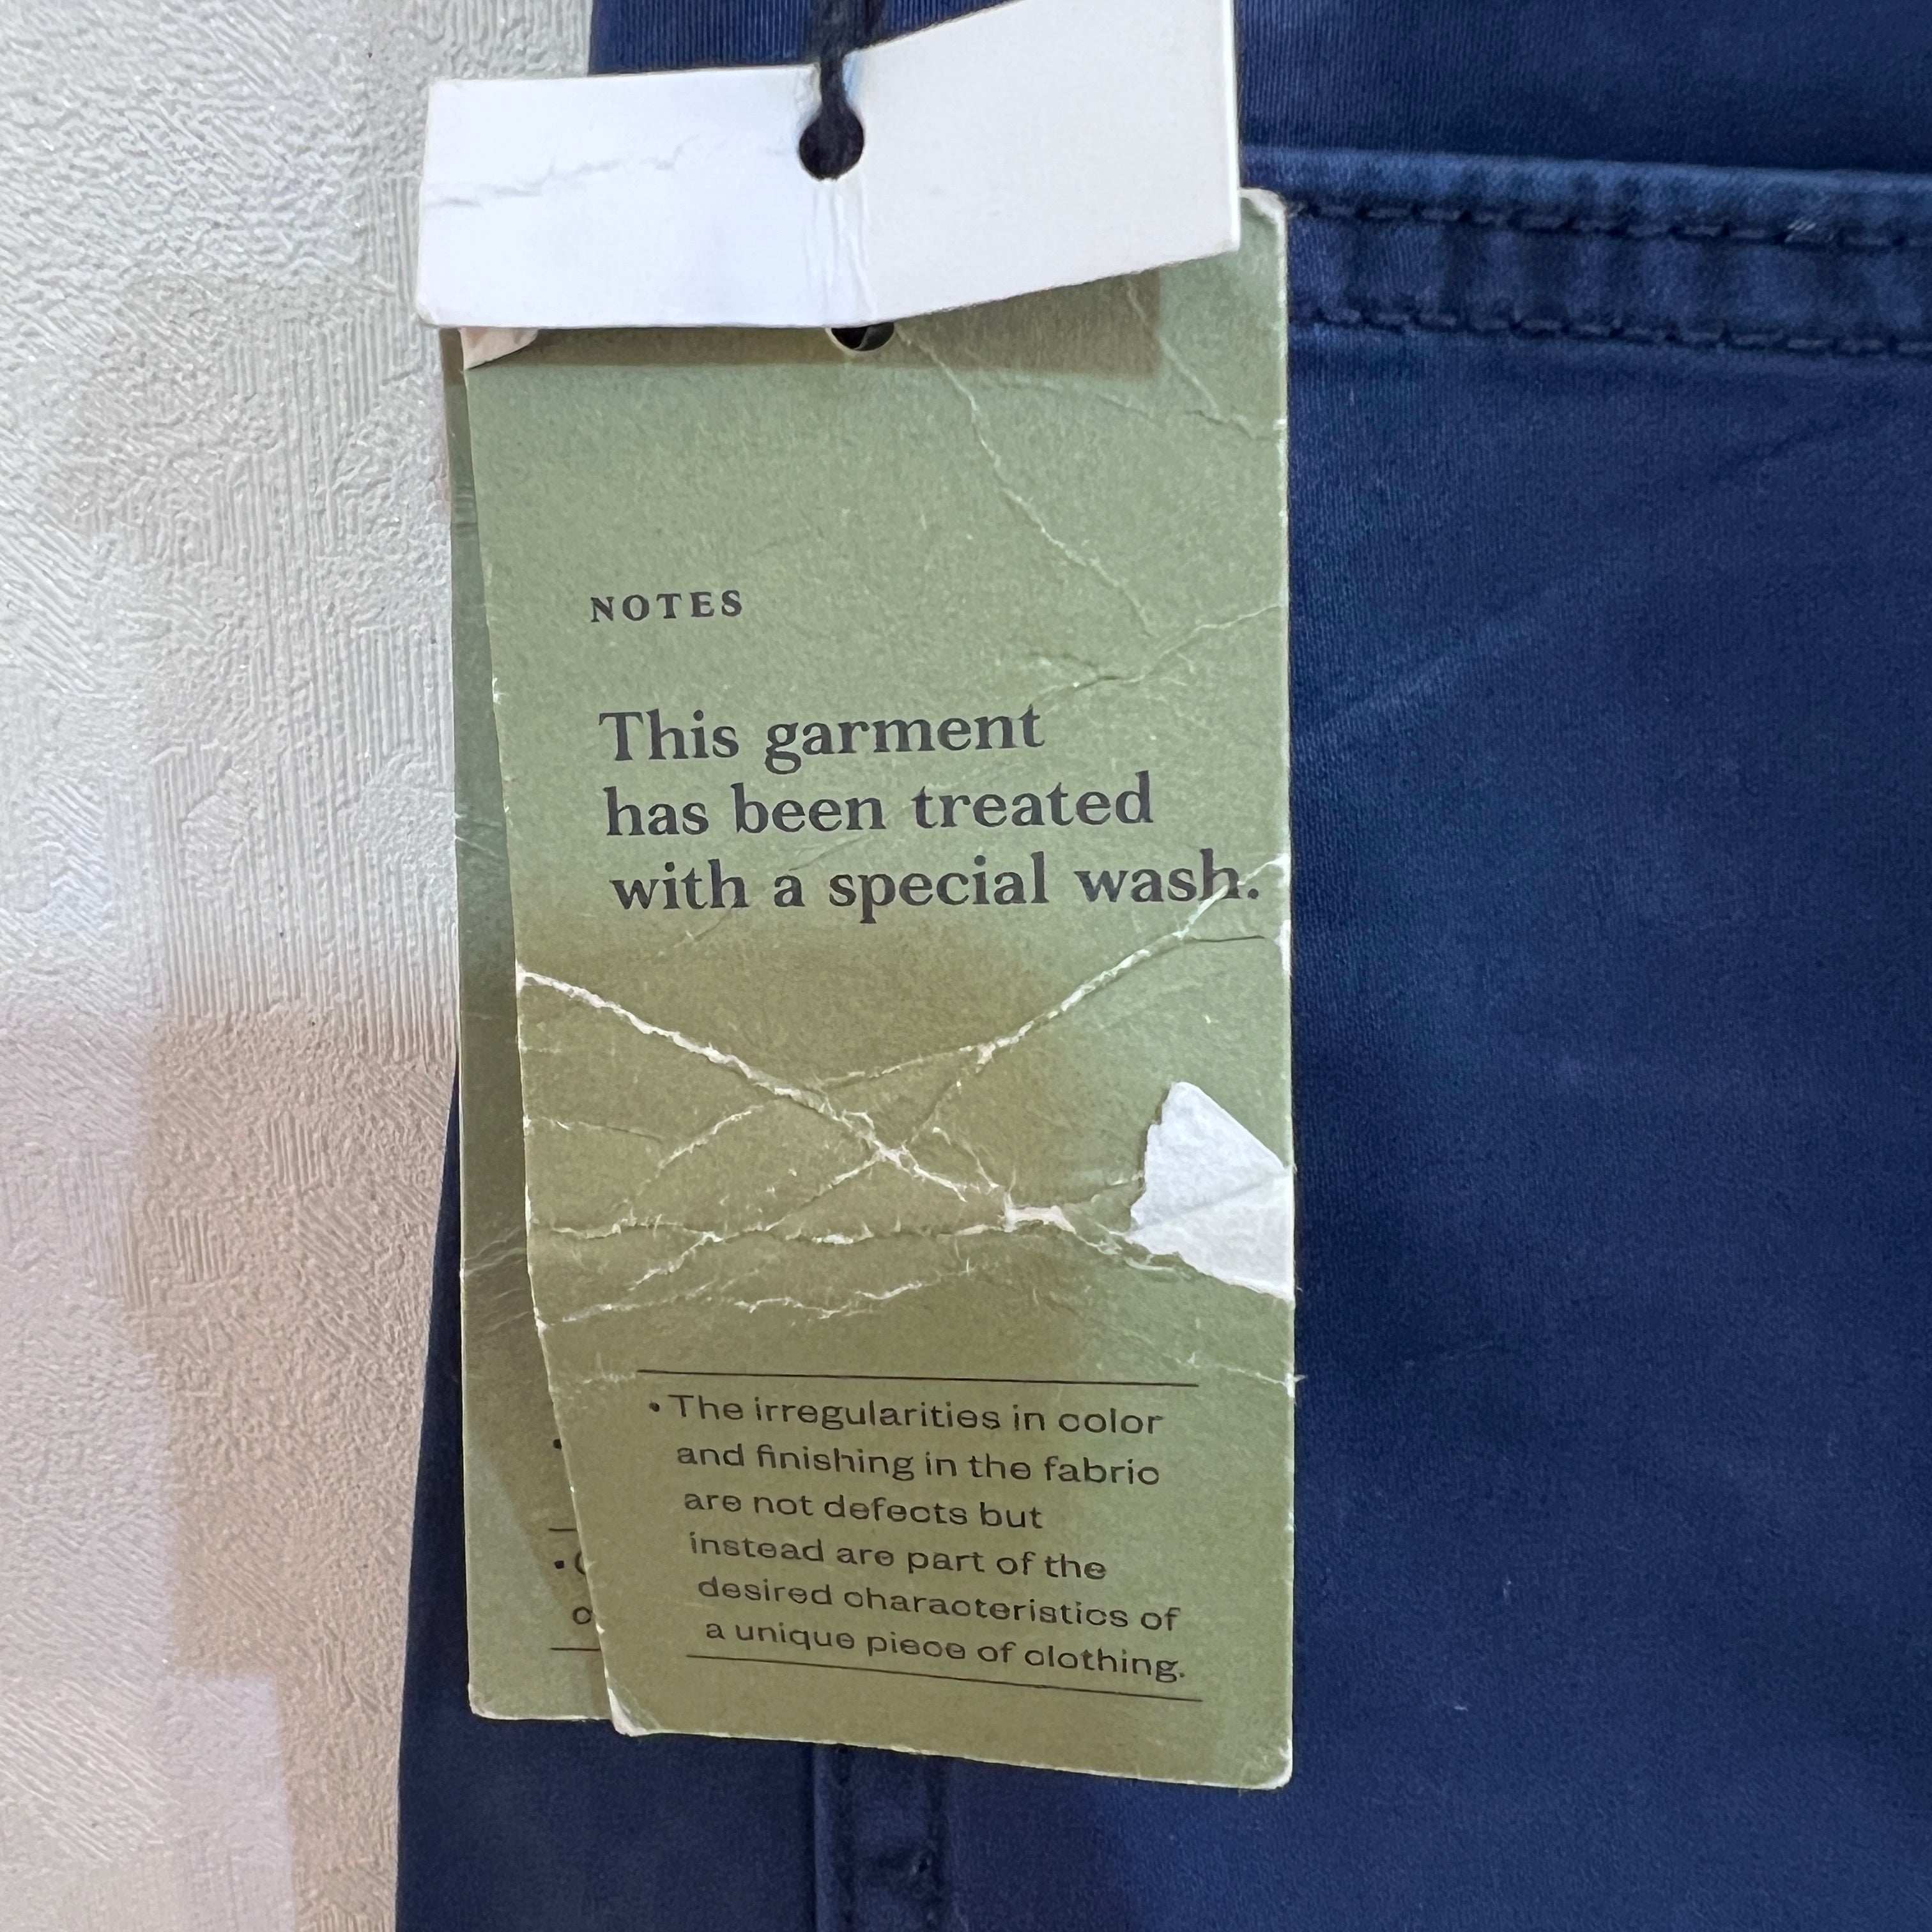 NOTES
This garment
has been treated
with a special wash.
• The irregularities in color
and finishing in the fabric
are not defects but
instead are part of the
desired characteristics of
a unique piece of clothing.